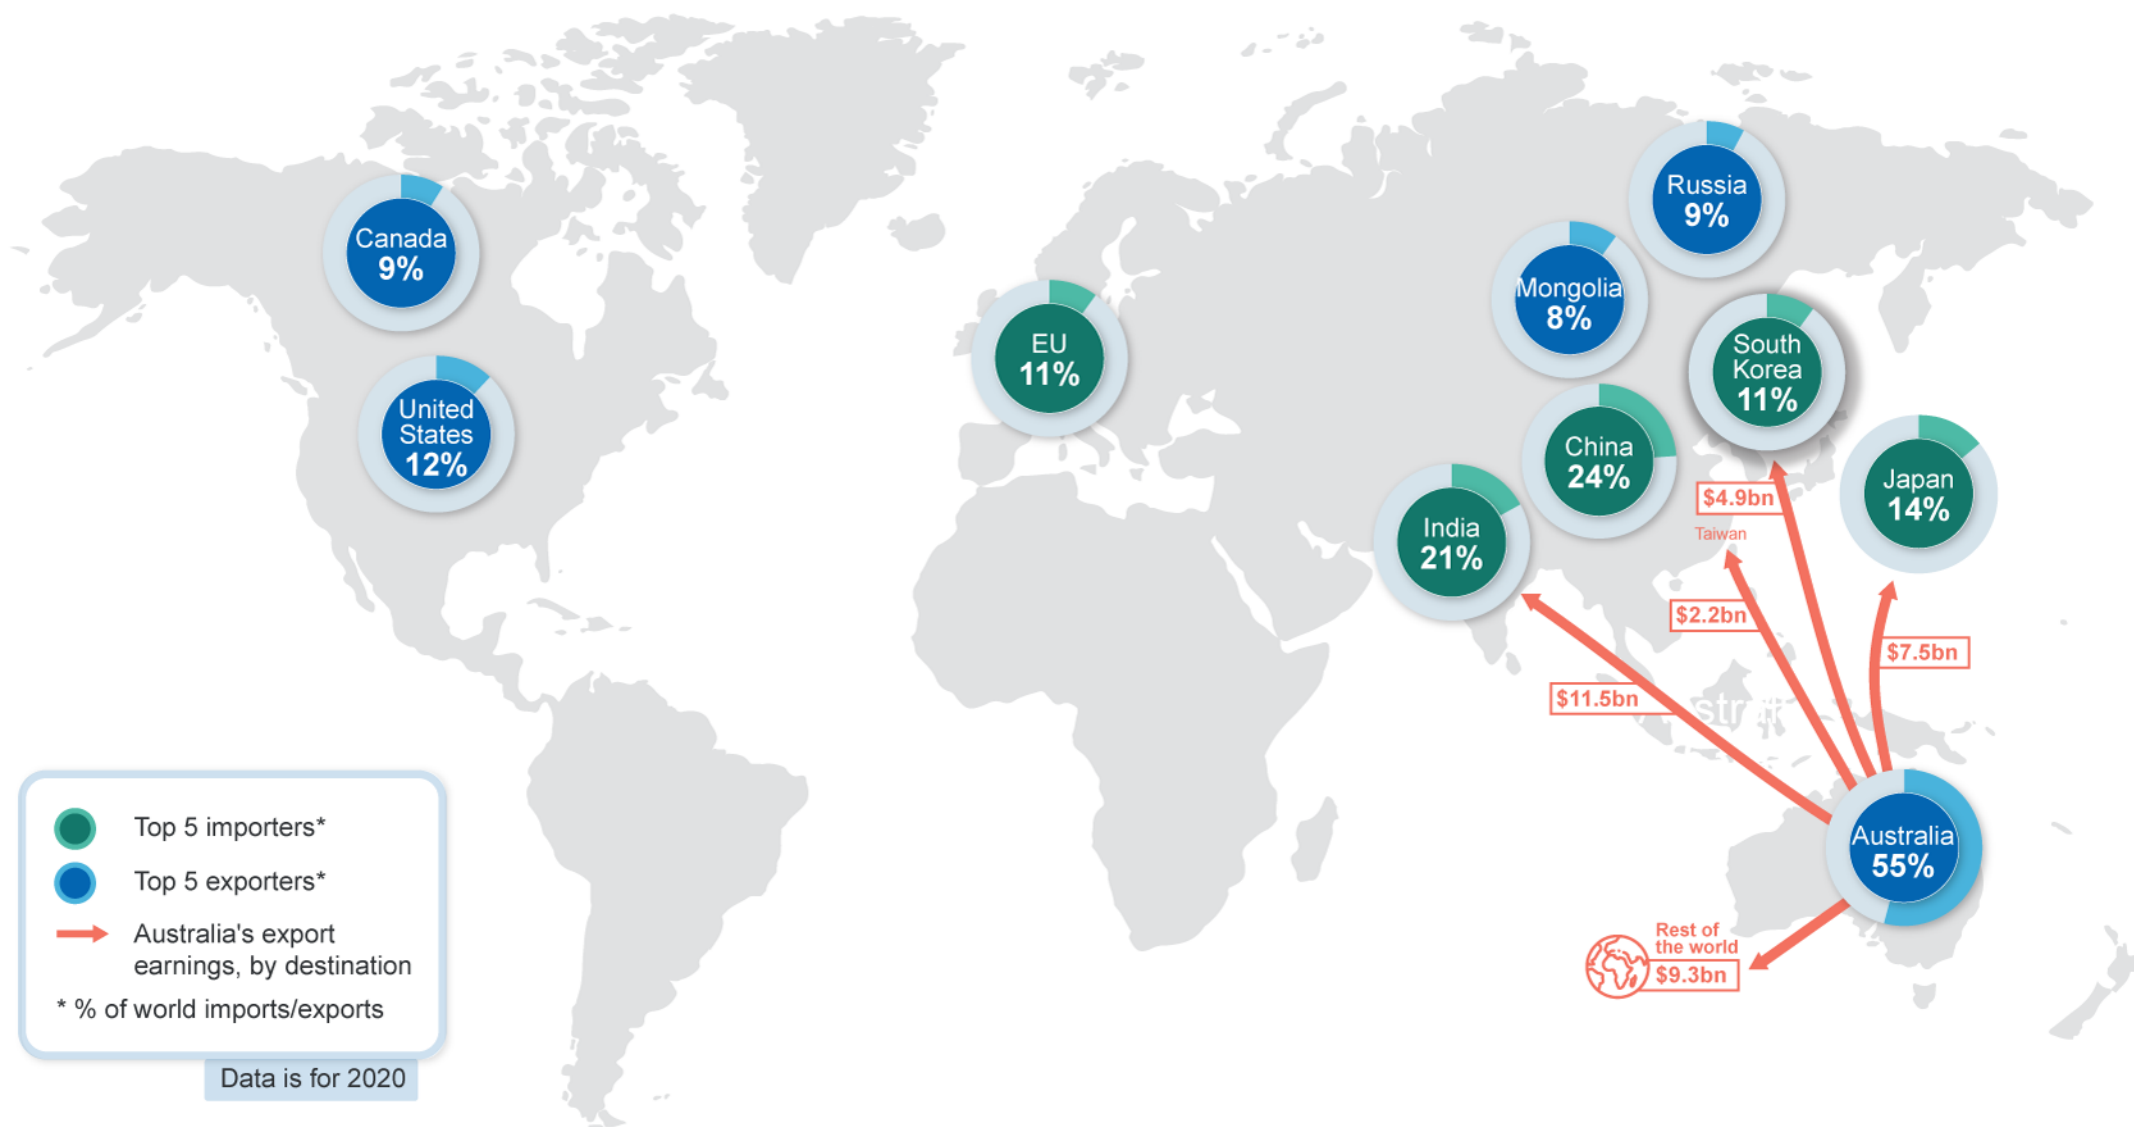 Canada
9%
United
States
12%
EU
11%
Russia
9%
Mongolia
8%
South
Korea
11%
China
24%
India
21%
Japan
14%
$4.9bn
Taiwan
$2.2bn
$7.5bn
$11.5bn
Australia
55%
Rest of
the world
$9.3bn
Top 5 importers*
Top 5 exporters*
Australia's export
earnings, by destination
* % of world imports/exports
Data is for 2020